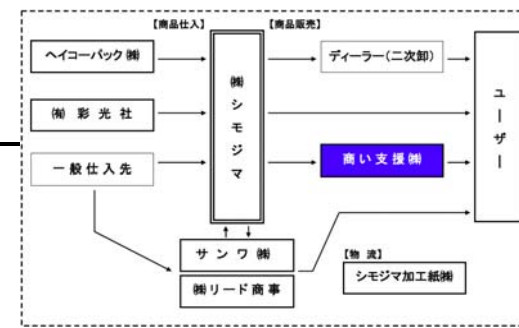 【商品仕入】
【商品販売】
ヘイコーパック㈱
㈲ 彩光社
一般仕入先
㈱シモジマ
ディーラー(二次卸)
商い支援㈱
ユーザー
サンワ㈱
㈱リード商事
【物流】
シモジマ加工紙㈱